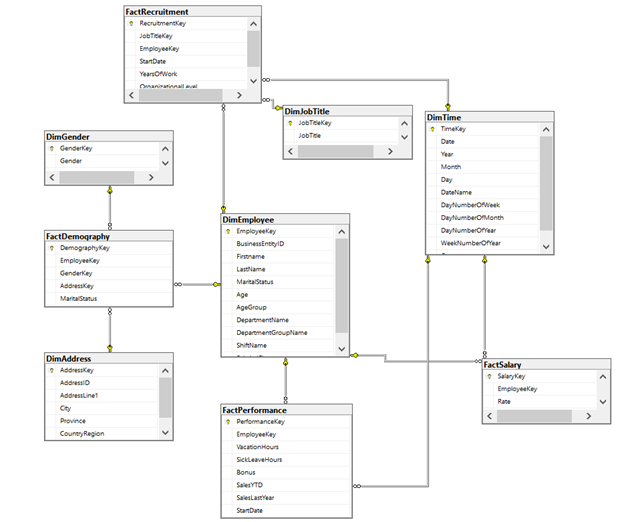 FactRecruitment
RecruitmentKey
JobTitleKey
EmployeeKey
StartDate
YearsOfWork
OrganizationalLevel
DimJobTitle
JobTitleKey
JobTitle
DimTime
TimeKey
Date
Year
Month
Day
DateName
DayNumberOfWeek
DayNumberOfMonth
DayNumberOfYear
WeekNumberOfYear
DimGender
GenderKey
Gender
FactDemography
DemographyKey
EmployeeKey
GenderKey
AddressKey
MaritalStatus
DimEmployee
EmployeeKey
BusinessEntityID
Firstname
LastName
MaritalStatus
Age
AgeGroup
DepartmentName
DepartmentGroupName
ShiftName
DimAddress
AddressKey
AddressID
AddressLine1
City
Province
CountryRegion
FactSalary
SalaryKey
EmployeeKey
Rate
FactPerformance
PerformanceKey
EmployeeKey
VacationHours
SickLeaveHours
Bonus
SalesYTD
SalesLastYear
StartDate